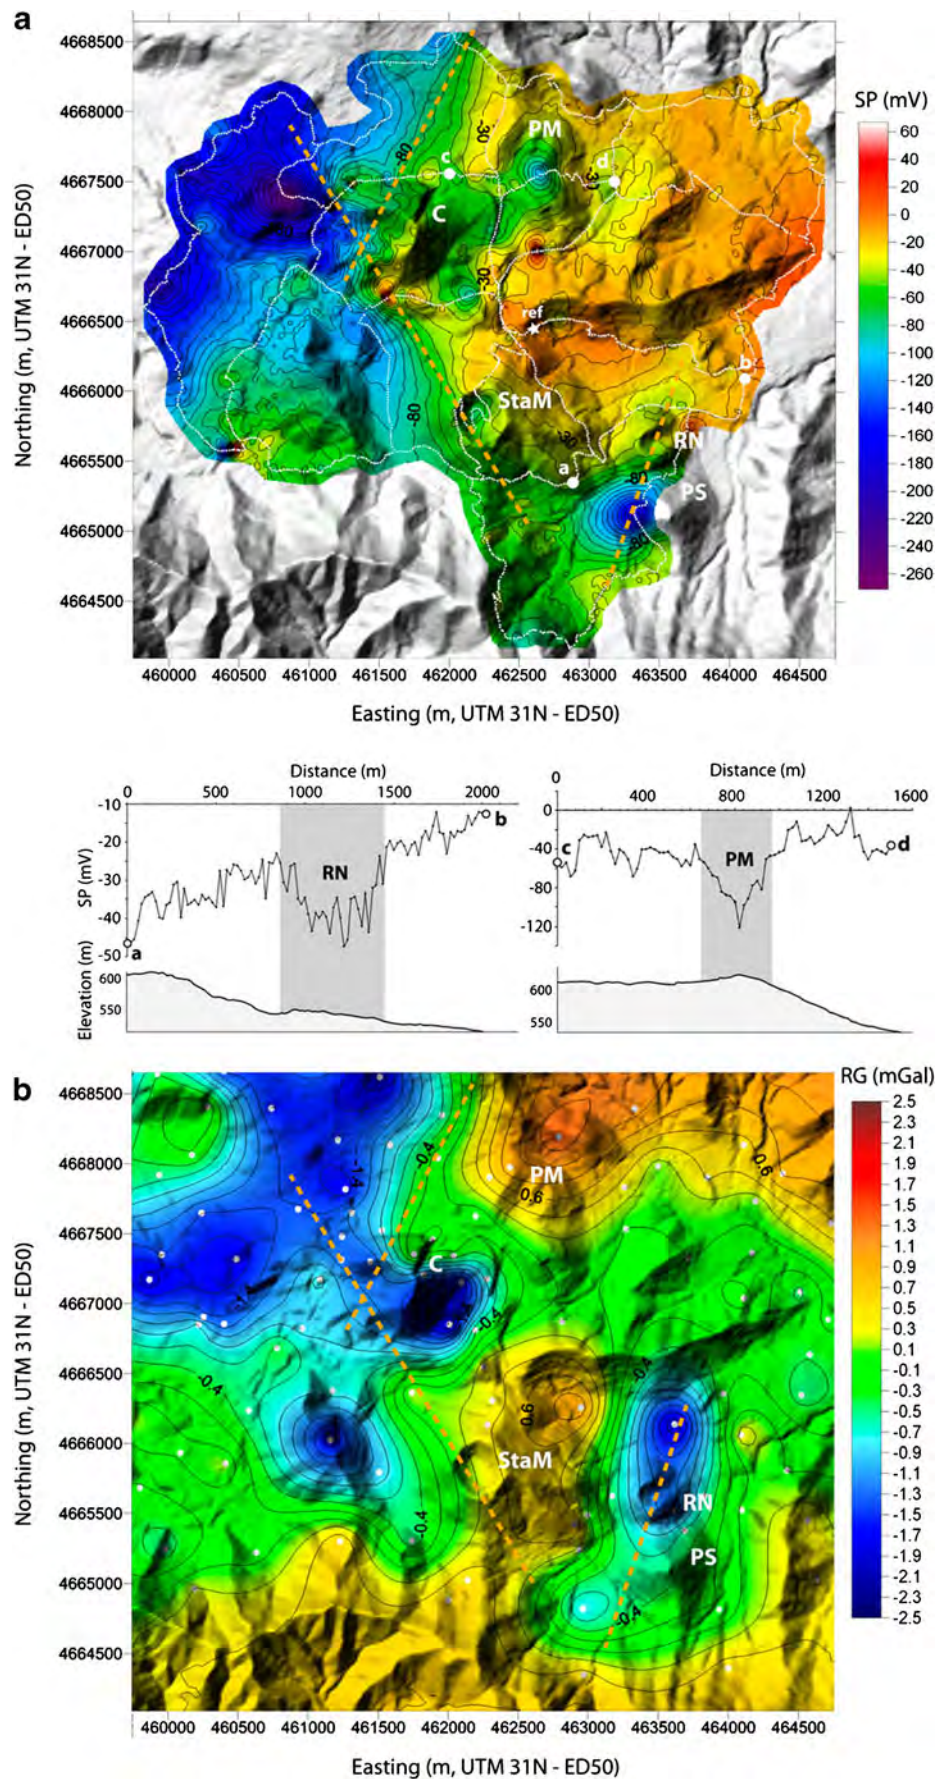 a
4668500
4668000
4667500
4667000
4666500
4666000
4665500
4665000
4664500
Northing (m, UTM 31N - ED50)
460000 460500 461000 461500 462000 462500 463000 463500 464000 464500
Easting (m, UTM 31N - ED50)
-30
PM
-80
c
d
C
-30
ref
b
StaM
-80
-30
RN
a
-80
PS
-80
SP (mV)
60
40
20
0
-20
-40
-60
-80
-100
-120
-140
-160
-180
-200
-220
-240
-260
Distance (m)
0 500 1000 1500 2000
-10
-20
-30
-40
-50
SP (mV)
RN
a
b
Elevation (m)
600
550
Distance (m)
0 400 800 1200 1600
0
-40
-80
-120
c
PM
d
600
550
b
4668500
4668000
4667500
4667000
4666500
4666000
4665500
4665000
4664500
Northing (m, UTM 31N - ED50)
460000 460500 461000 461500 462000 462500 463000 463500 464000 464500
Easting (m, UTM 31N - ED50)
-0.4
PM
0.6
0.6
-1.4
C
-0.4
-0.4
-0.4
0.6
StaM
RN
-0.4
PS
-0.4
RG (mGal)
2.5
2.3
2.1
1.9
1.7
1.5
1.3
1.1
0.9
0.7
0.5
0.3
0.1
-0.1
-0.3
-0.5
-0.7
-0.9
-1.1
-1.3
-1.5
-1.7
-1.9
-2.1
-2.3
-2.5